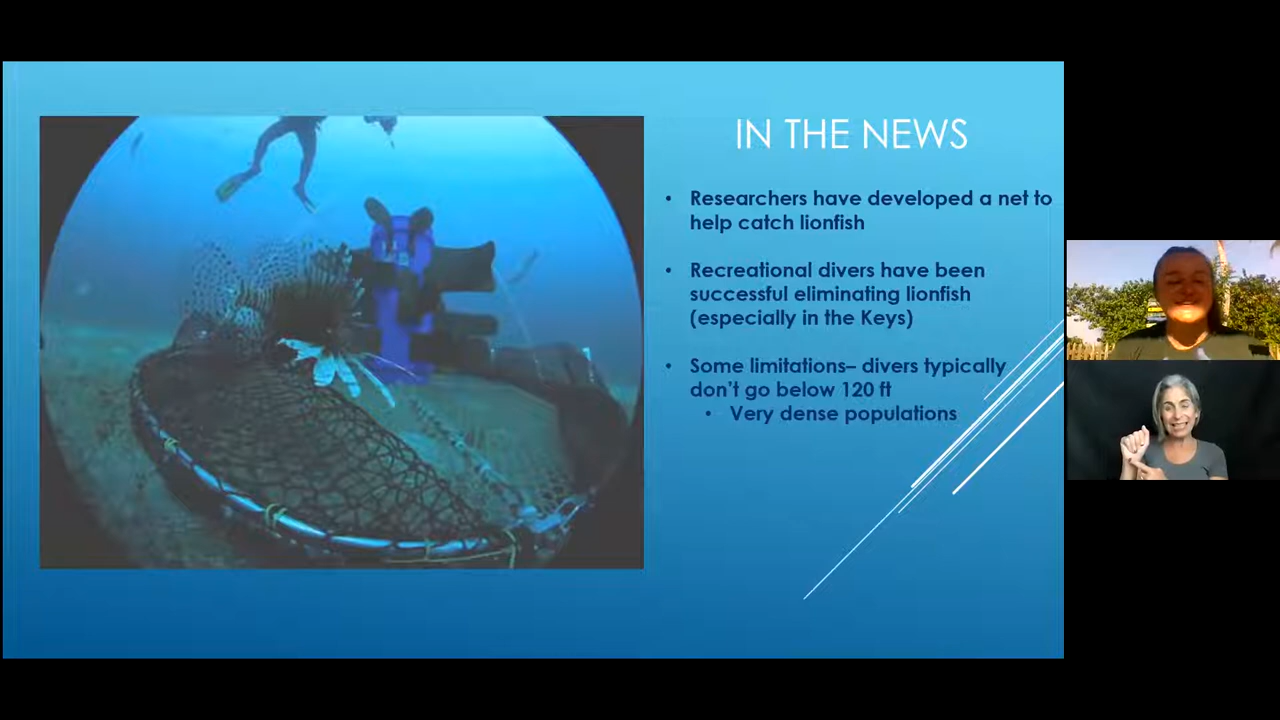 IN THE NEWS
• Researchers have developed a net to
help catch lionfish
• Recreational divers have been
successful eliminating lionfish
(especially in the Keys)
• Some limitations– divers typically
don't go below 120 ft
• Very dense populations